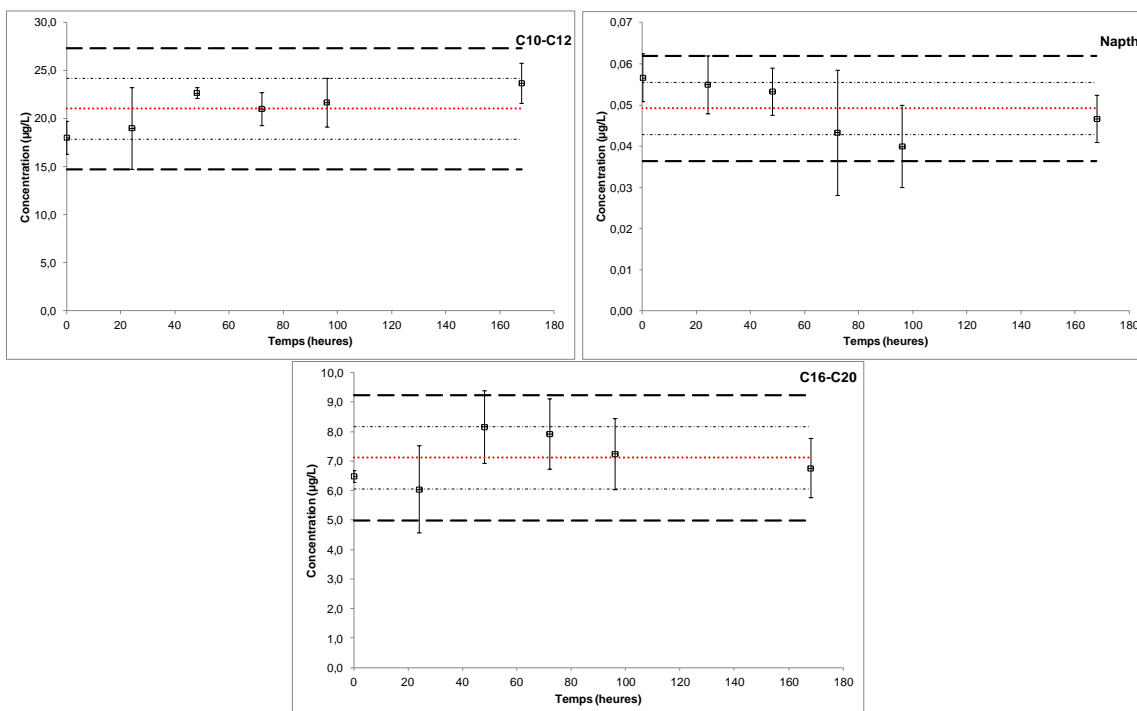 C10-C12
30,0
25,0
20,0
15,0
10,0
5,0
0,0
Concentration (µg/L)
0 20 40 60 80 100 120 140 160 180
Temps (heures)
Napth
0,07
0,06
0,05
0,04
0,03
0,02
0,01
0,00
Concentration (µg/L)
0 20 40 60 80 100 120 140 160 180
Temps (heures)
C16-C20
10,0
9,0
8,0
7,0
6,0
5,0
4,0
3,0
2,0
1,0
0,0
Concentration (µg/L)
0 20 40 60 80 100 120 140 160 180
Temps (heures)